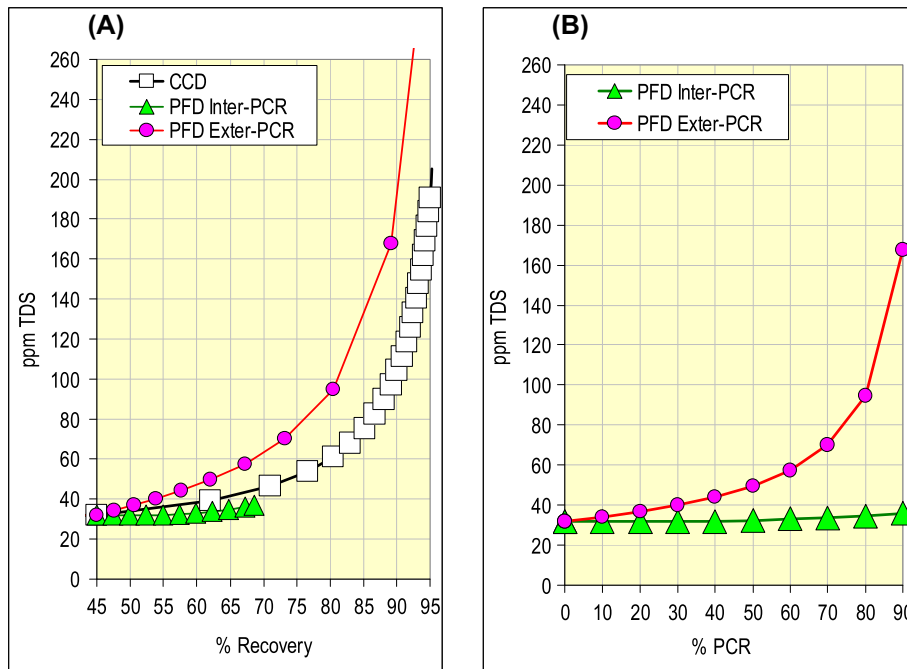 (A)
260
240
220
200
180
160
140
120
100
80
60
40
20
0
ppm TDS
CCD
PFD Inter-PCR
PFD Exter-PCR
45 50 55 60 65 70 75 80 85 90 95
% Recovery
(B)
260
240
220
200
180
160
140
120
100
80
60
40
20
0
ppm TDS
PFD Inter-PCR
PFD Exter-PCR
0 10 20 30 40 50 60 70 80 90
% PCR